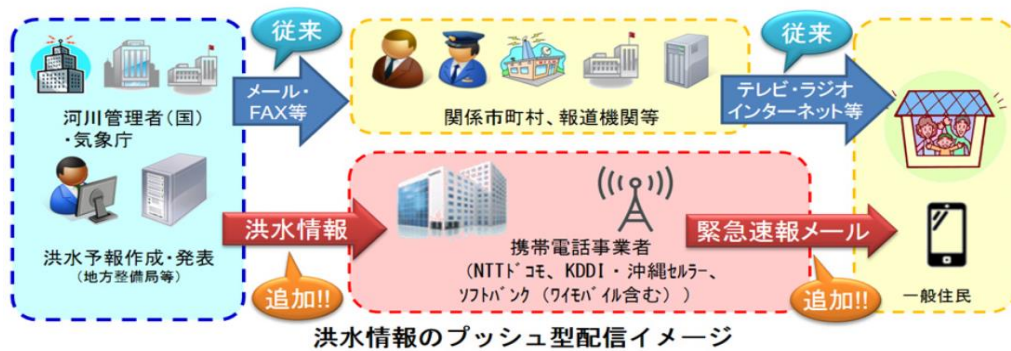 従来
従来
メール・
FAX等
テレビ・ラジオ
インターネット等
河川管理者(国)
・気象庁
関係市町村、報道機関等
洪水予報作成・発表
(地方整備局等)
洪水情報
追加!!
携帯電話事業者
(NTTドコモ、KDDI・沖縄セルラー、
ソフトバンク(ワイモバイル含む))
緊急速報メール
追加!!
一般住民
洪水情報のプッシュ型配信イメージ